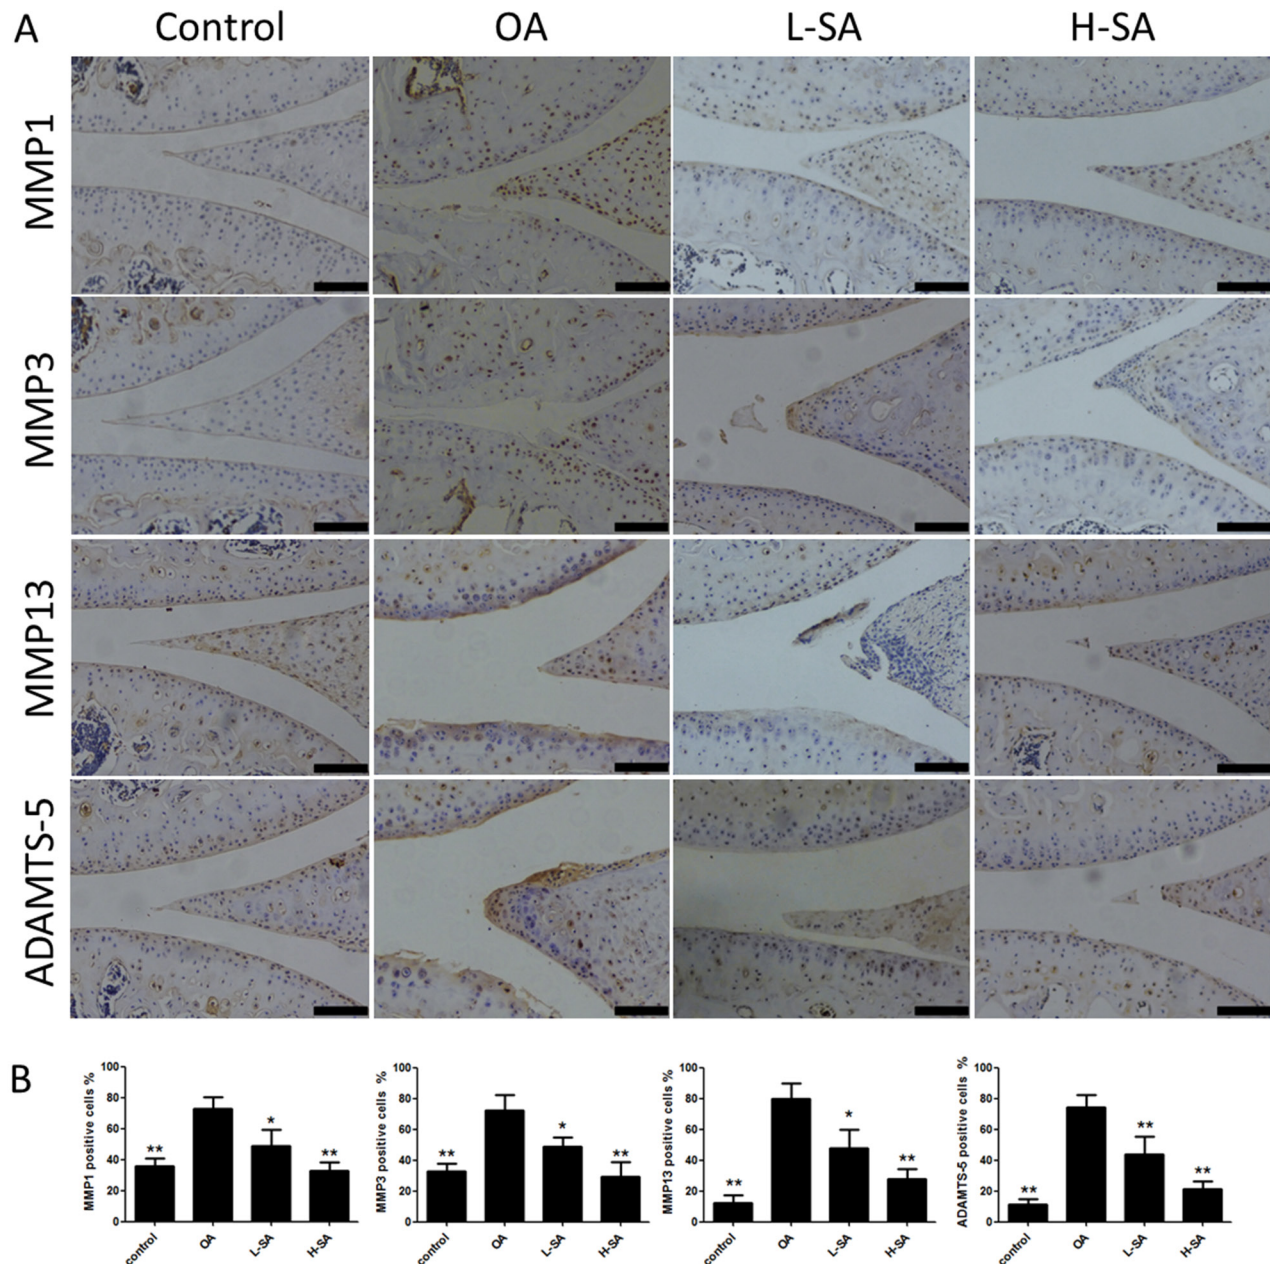 A Control OA L-SA H-SA
MMP1
MMP3
MMP13
ADAMTS-5
B
MMP1 positive cells %
100
80
60
40
20
0
**
*
**
control OA L-SA H-SA
MMP3 positive cells %
100
80
60
40
20
0
**
*
**
control OA L-SA H-SA
MMP13 positive cells %
100
80
60
40
20
0
**
*
**
control OA L-SA H-SA
ADAMTS-5 positive cells %
100
80
60
40
20
0
**
**
**
control OA L-SA H-SA